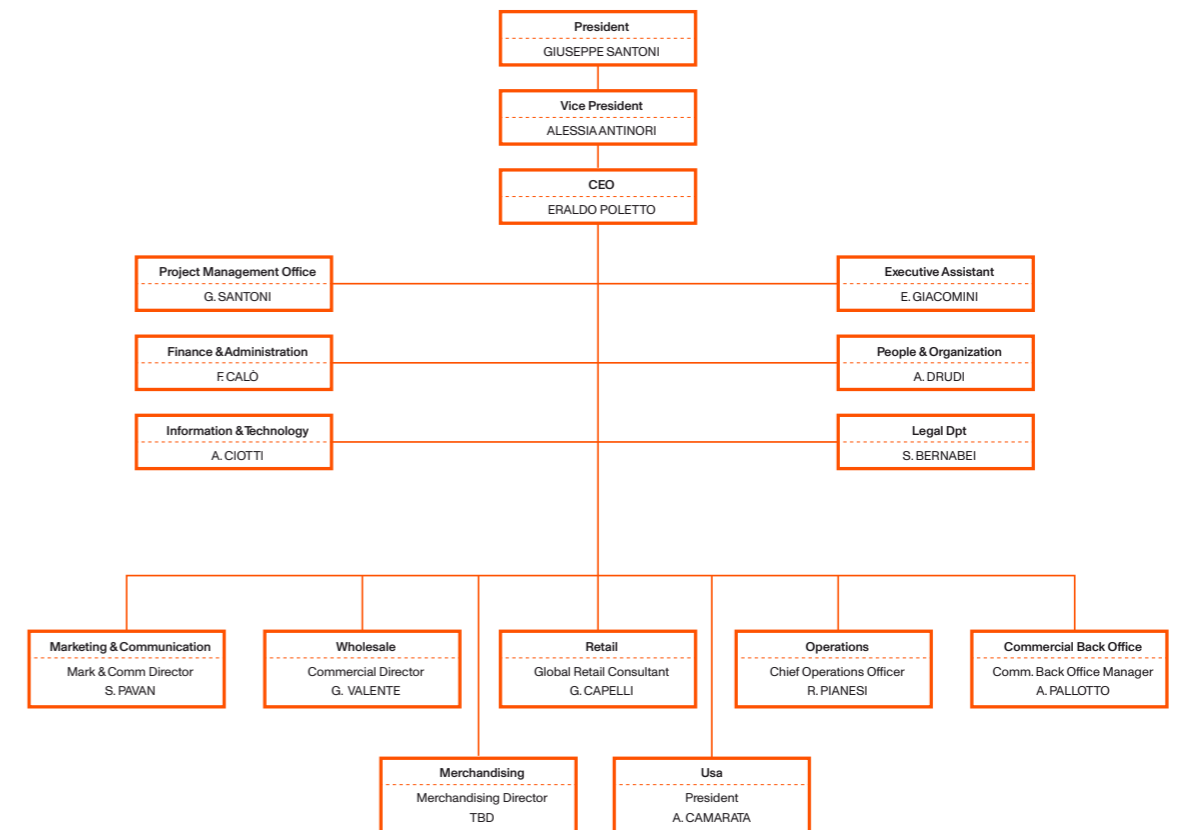 President
GIUSEPPE SANTONI
Vice President
ALESSIA ANTINORI
CEO
ERALDO POLETTO
Project Management Office
G. SANTONI
Executive Assistant
E. GIACOMINI
Finance & Administration
F. CALÒ
People & Organization
A. DRUDI
Information & Technology
A. CIOTTI
Legal Dpt
S. BERNABEI
Marketing & Communication
Mark & Comm Director
S. PAVAN
Wholesale
Commercial Director
G. VALENTE
Retail
Global Retail Consultant
G. CAPELLI
Operations
Chief Operations Officer
R. PIANESI
Commercial Back Office
Comm. Back Office Manager
A. PALLOTTO
Merchandising
Merchandising Director
TBD
Usa
President
A. CAMARATA